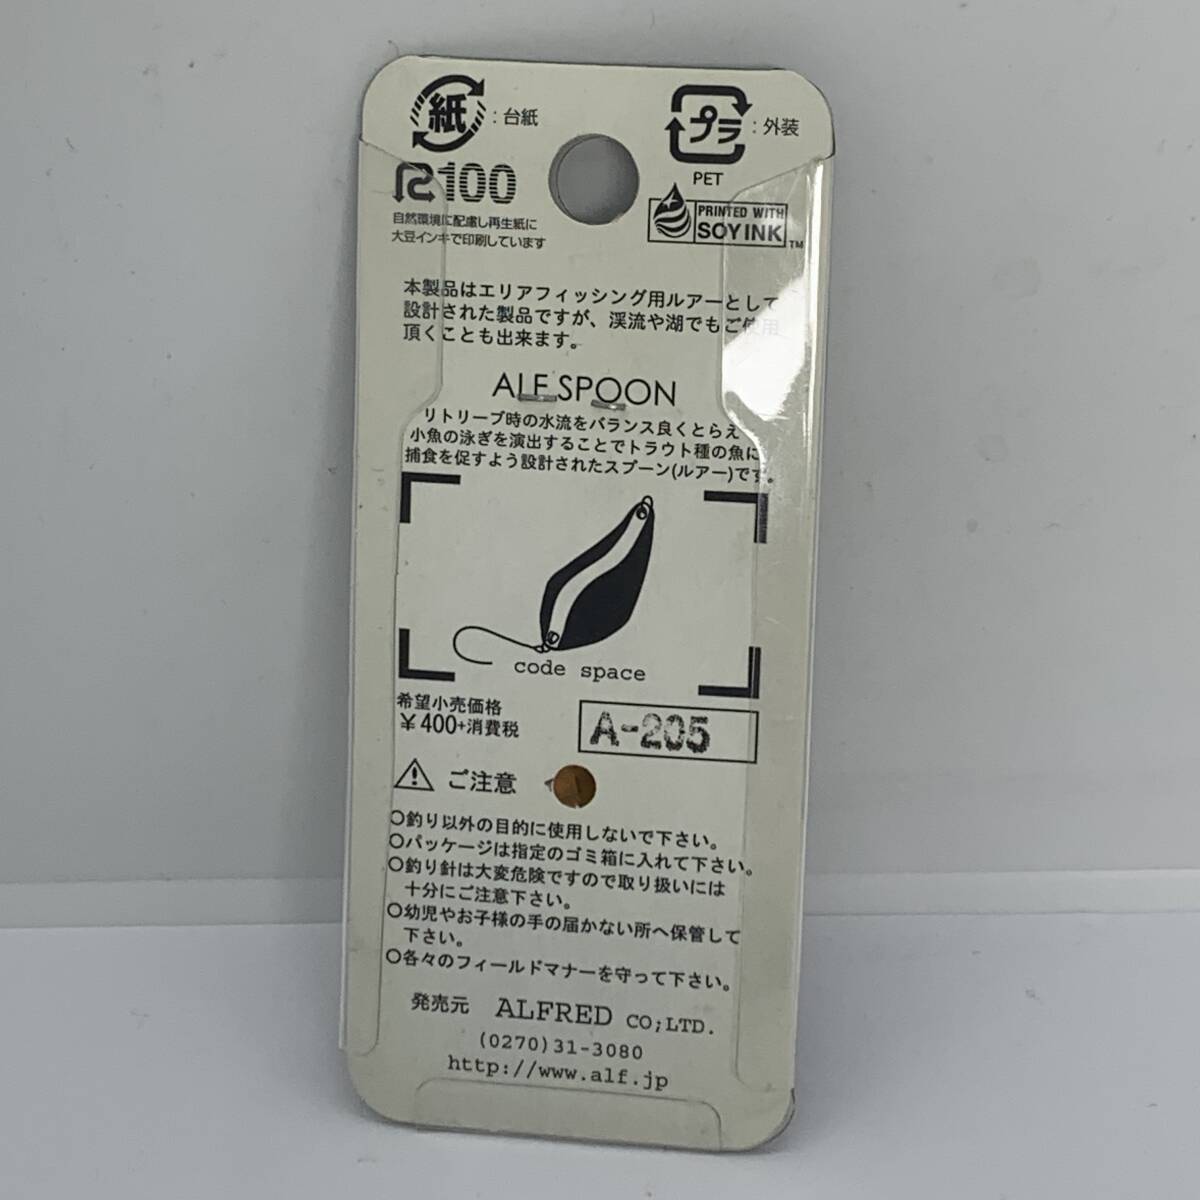 紙 : 台紙
プラ : 外装
PET
R100
自然環境に配慮し再生紙に
大豆インキで印刷しています
PRINTED WITH
SOY INK™
本製品はエリアフィッシング用ルアーとして
設計された製品ですが、渓流や湖でもご使用
頂くことも出来ます。
ALF SPOON
リトリーブ時の水流をバランス良くとらえ
小魚の泳ぎを演出することでトラウト種の魚に
捕食を促すよう設計されたスプーン(ルアー)です。
code space
希望小売価格
¥400+消費税
A-205
ご注意
○釣り以外の目的に使用しないで下さい。
○パッケージは指定のゴミ箱に入れて下さい。
○釣り針は大変危険ですので取り扱いには
十分にご注意下さい。
○幼児やお子様の手の届かない所へ保管して
下さい。
○各々のフィールドマナーを守って下さい。
発売元 ALFRED CO;LTD.
(0270)31-3080
http://www.alf.jp